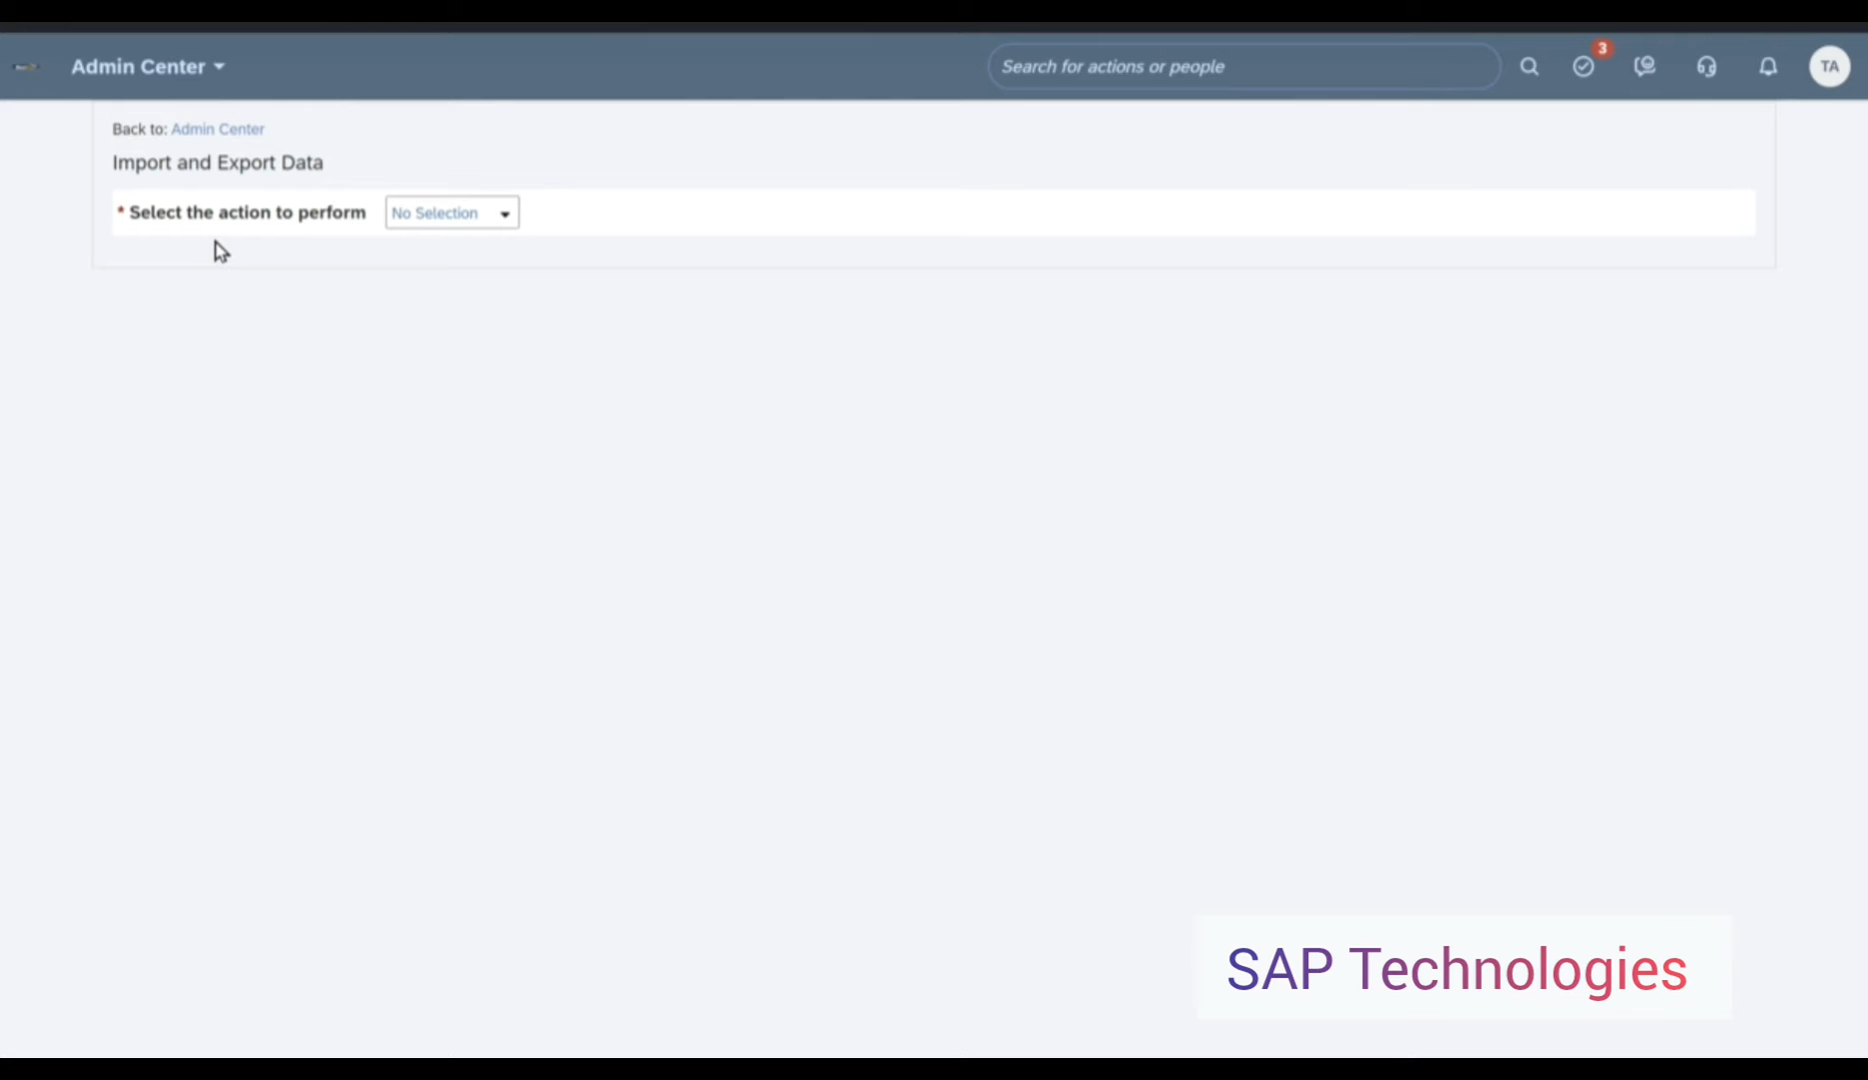 Admin Center
Search for actions or people
3
TA
Back to: Admin Center
Import and Export Data
* Select the action to perform No Selection
SAP Technologies